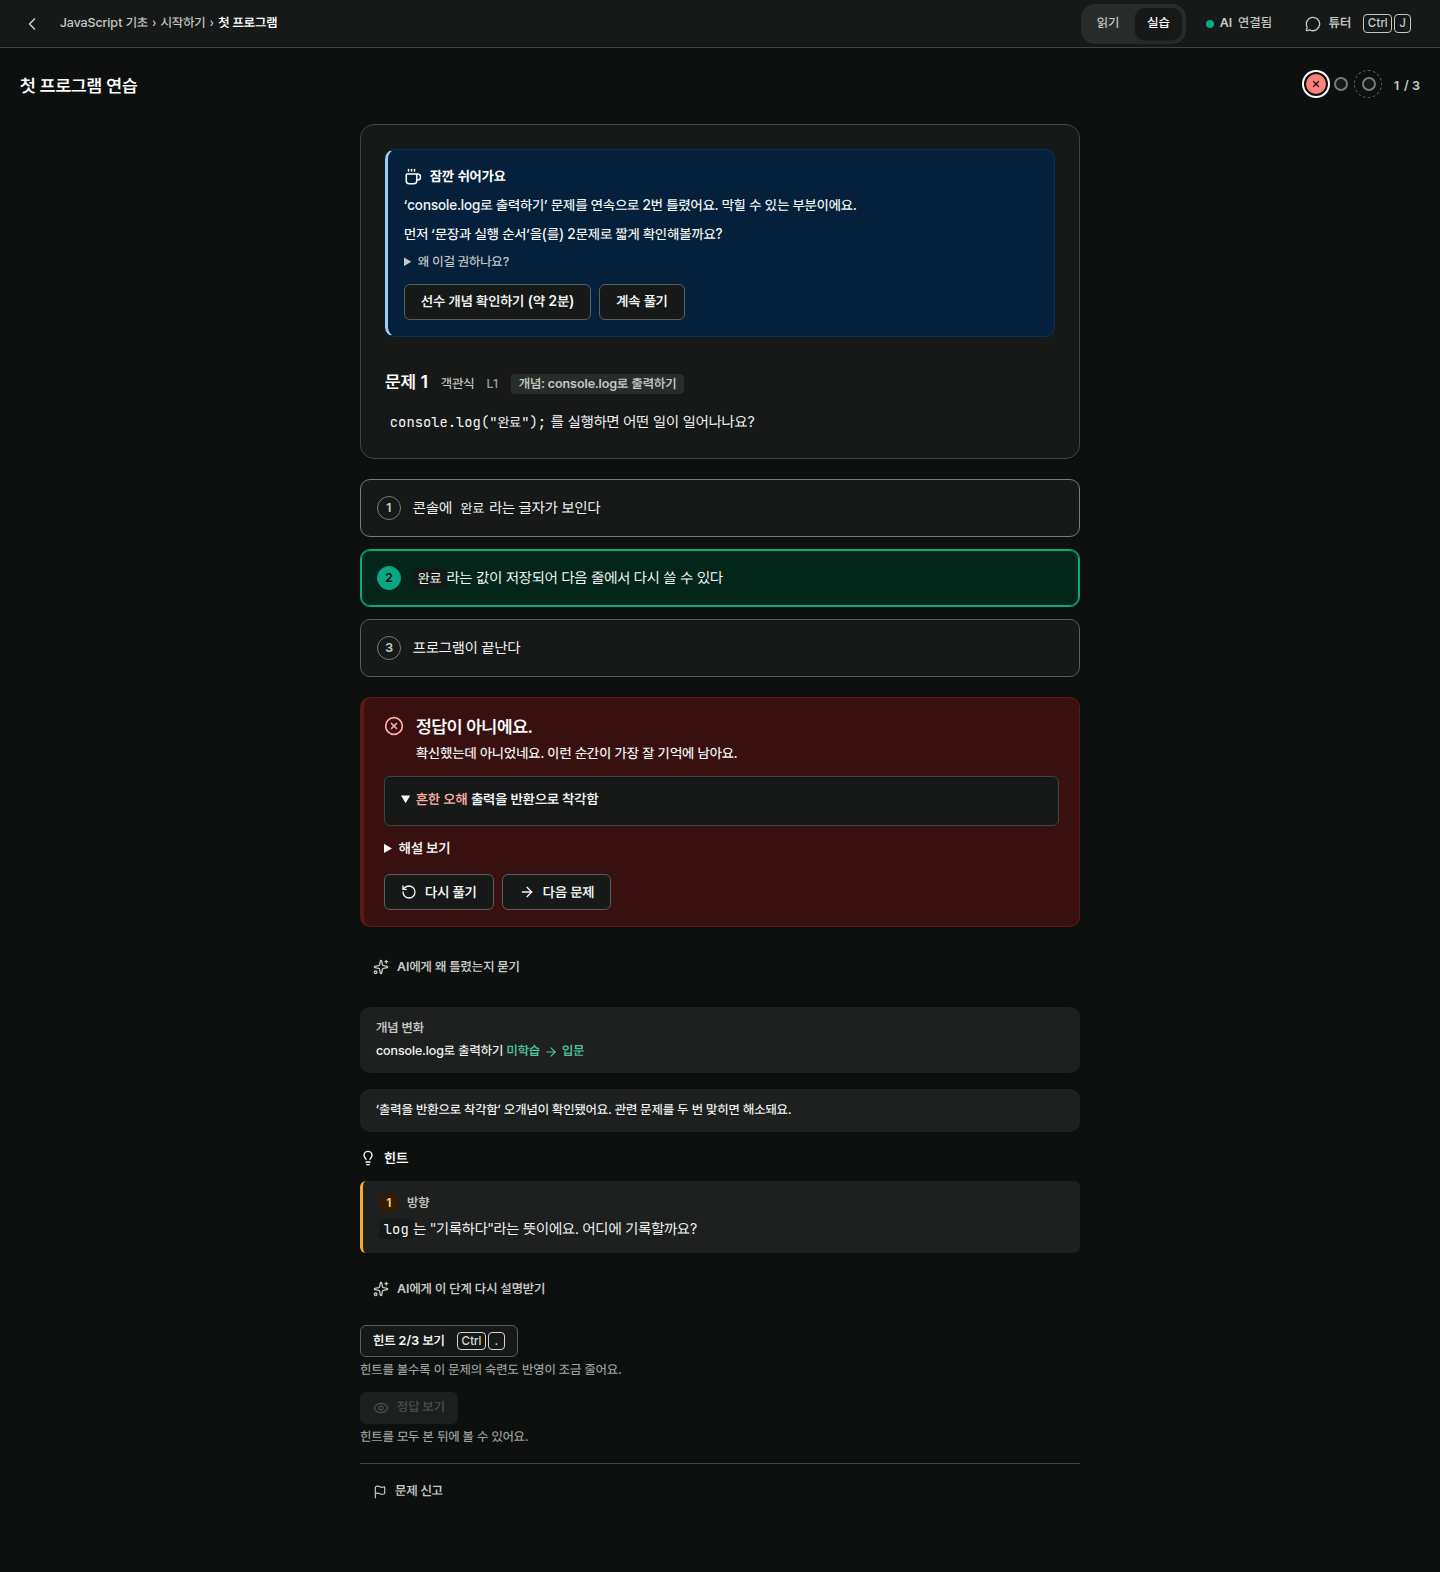 JavaScript 기초 › 시작하기 › 첫 프로그램
읽기 실습 AI 연결됨 튜터 Ctrl J
첫 프로그램 연습
1 / 3
잠깐 쉬어가요
‘console.log로 출력하기’ 문제를 연속으로 2번 틀렸어요. 막힐 수 있는 부분이에요.
먼저 ‘문장과 실행 순서’을(를) 2문제로 짧게 확인해볼까요?
왜 이걸 권하나요?
선수 개념 확인하기 (약 2분) 계속 풀기
문제 1 객관식 L1 개념: console.log로 출력하기
console.log("완료"); 를 실행하면 어떤 일이 일어나나요?
1 콘솔에 완료 라는 글자가 보인다
2 완료 라는 값이 저장되어 다음 줄에서 다시 쓸 수 있다
3 프로그램이 끝난다
정답이 아니에요.
확신했는데 아니었네요. 이런 순간이 가장 잘 기억에 남아요.
흔한 오해 출력을 반환으로 착각함
해설 보기
다시 풀기 다음 문제
AI에게 왜 틀렸는지 묻기
개념 변화
console.log로 출력하기 미학습 → 입문
‘출력을 반환으로 착각함’ 오개념이 확인됐어요. 관련 문제를 두 번 맞히면 해소돼요.
힌트
1 방향
log 는 "기록하다"라는 뜻이에요. 어디에 기록할까요?
AI에게 이 단계 다시 설명받기
힌트 2/3 보기 Ctrl .
힌트를 볼수록 이 문제의 숙련도 반영이 조금 줄어요.
정답 보기
힌트를 모두 본 뒤에 볼 수 있어요.
문제 신고